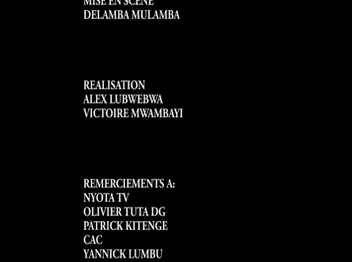 MISE EN SCENE
DELAMBA MULAMBA
REALISATION
ALEX LUBWEBWA
VICTOIRE MWAMBAYI
REMERCIEMENTS A:
NYOTA TV
OLIVIER TUTA DG
PATRICK KITENGE
CAC
YANNICK LUMBU